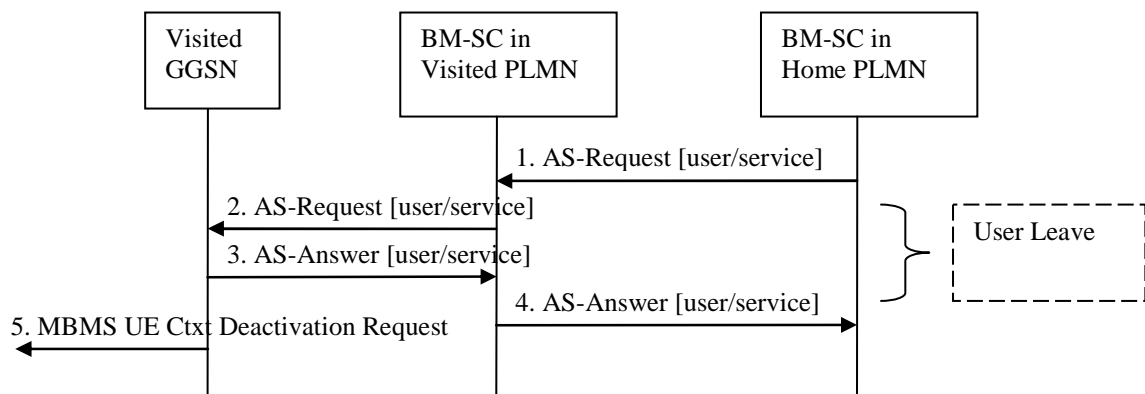 Visited
GGSN
BM-SC in
Visited PLMN
BM-SC in
Home PLMN
1. AS-Request [user/service]
2. AS-Request [user/service]
User Leave
3. AS-Answer [user/service]
4. AS-Answer [user/service]
5. MBMS UE Ctxt Deactivation Request